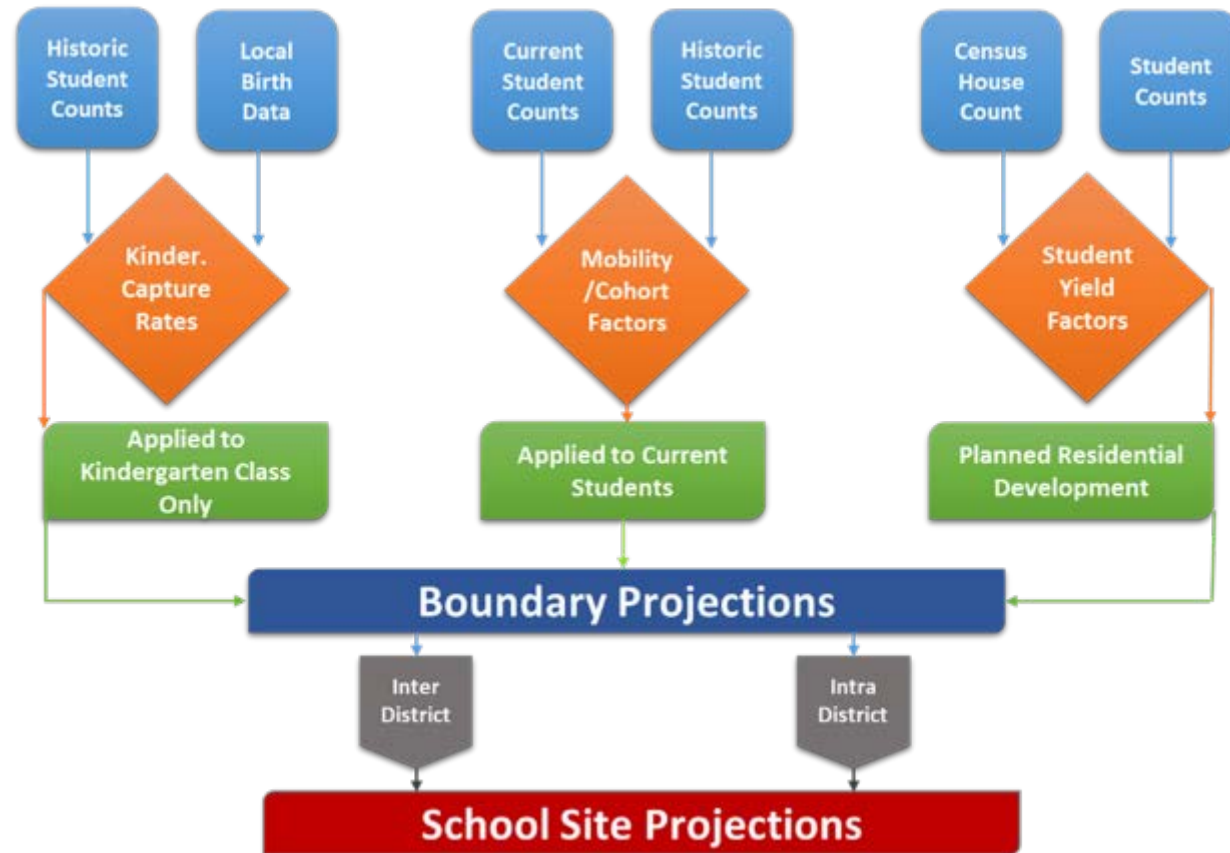 Historic
Student
Counts
Local
Birth
Data
Current
Student
Counts
Historic
Student
Counts
Census
House
Count
Student
Counts
Kinder.
Capture
Rates
Mobility
/Cohort
Factors
Student
Yield
Factors
Applied to
Kindergarten Class
Only
Applied to Current
Students
Planned Residential
Development
Boundary Projections
Inter
District
Intra
District
School Site Projections